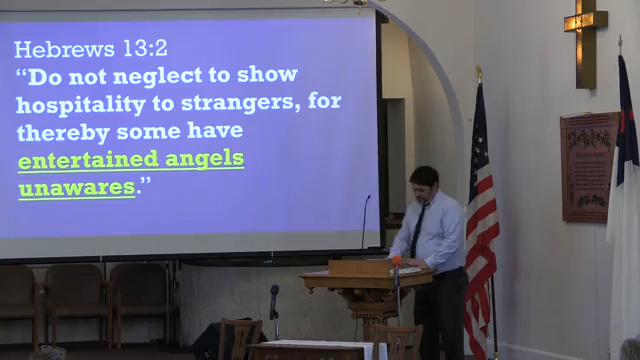 Hebrews 13:2
“Do not neglect to show
hospitality to strangers, for
thereby some have
entertained angels
unawares.”